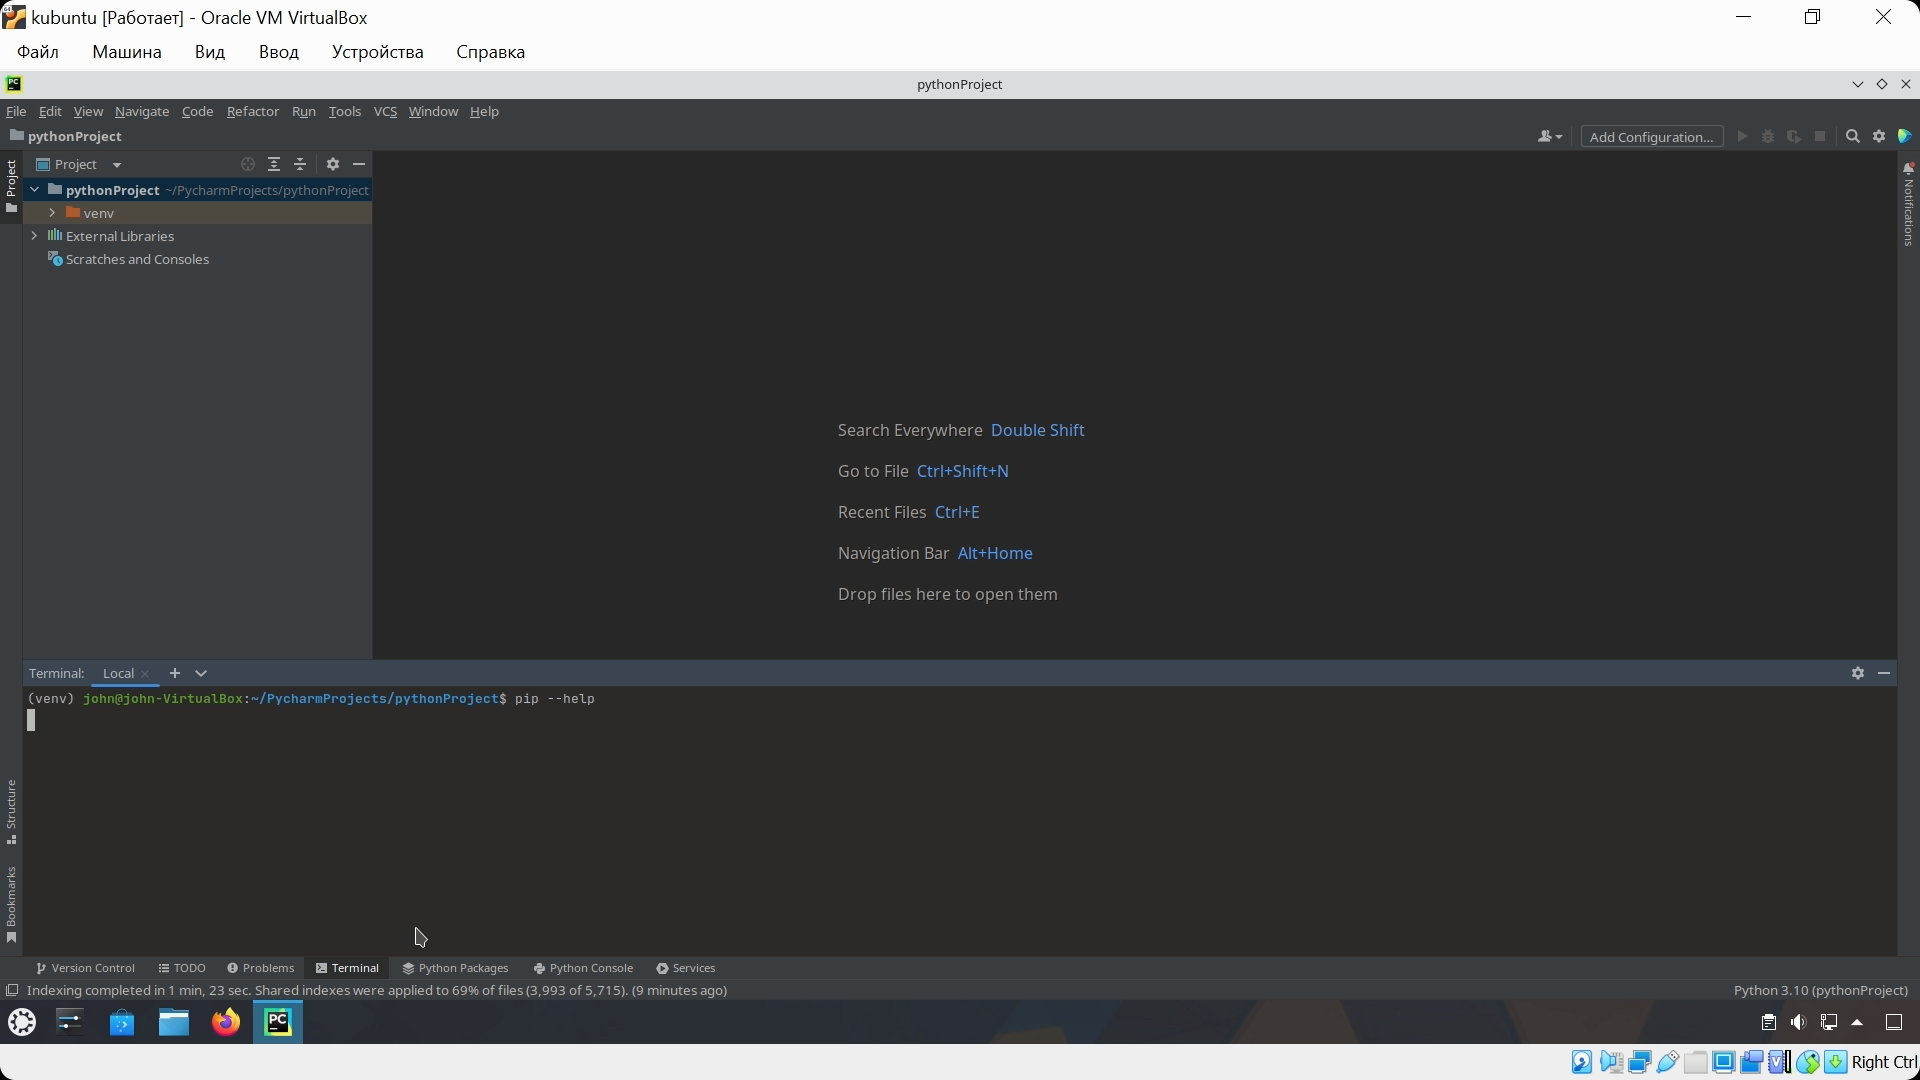 kubuntu [Работает] - Oracle VM VirtualBox
Файл Машина Вид Ввод Устройства Справка
pythonProject
File Edit View Navigate Code Refactor Run Tools VCS Window Help
pythonProject
Add Configuration...
Project
Project
pythonProject ~/PycharmProjects/pythonProject
venv
External Libraries
Scratches and Consoles
Notifications
Search Everywhere Double Shift
Go to File Ctrl+Shift+N
Recent Files Ctrl+E
Navigation Bar Alt+Home
Drop files here to open them
Terminal: Local
(venv) john@john-VirtualBox:~/PycharmProjects/pythonProject$ pip --help
Structure
Bookmarks
Version Control TODO Problems Terminal Python Packages Python Console Services
Indexing completed in 1 min, 23 sec. Shared indexes were applied to 69% of files (3,993 of 5,715). (9 minutes ago)
Python 3.10 (pythonProject)
Right Ctrl